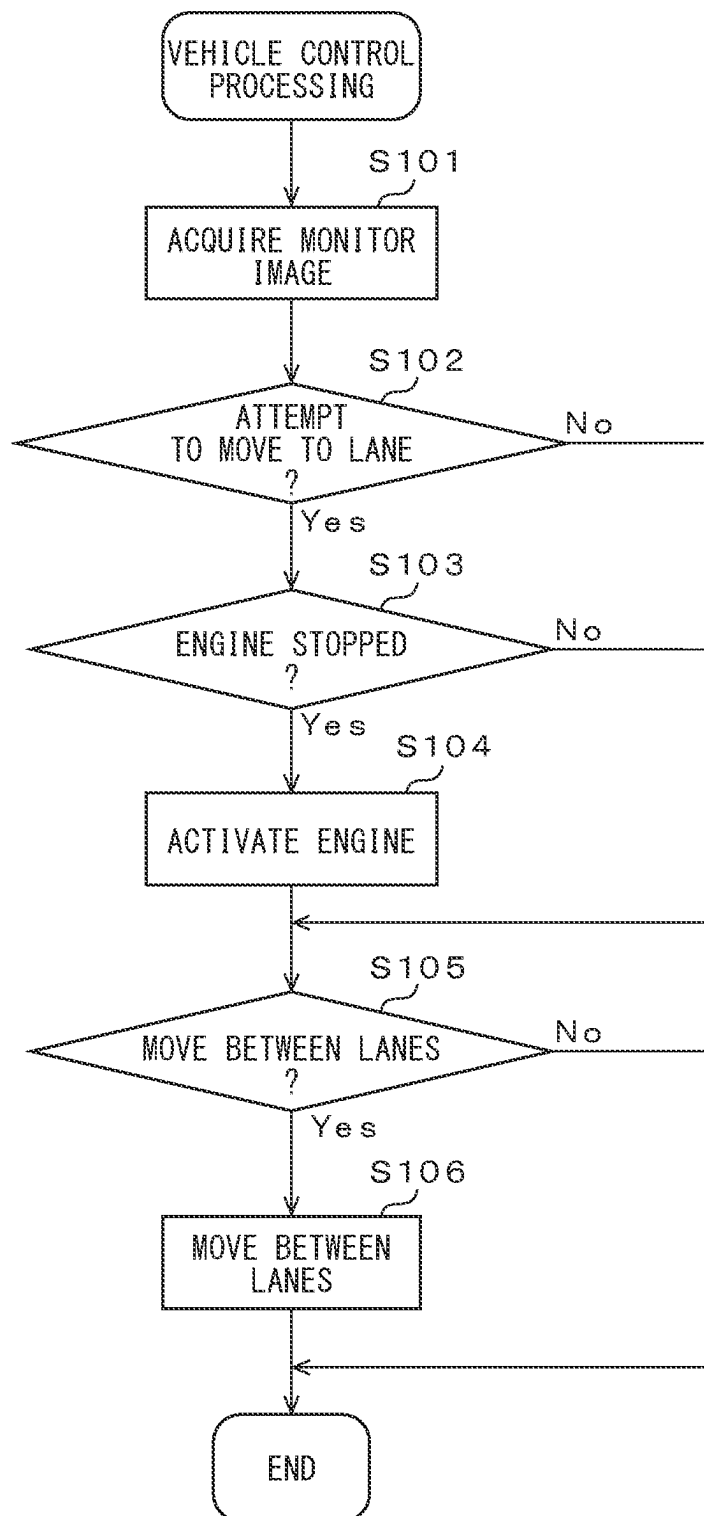 VEHICLE CONTROL
PROCESSING
S101
ACQUIRE MONITOR
IMAGE
S102
ATTEMPT
TO MOVE TO LANE
?
No
Yes
S103
ENGINE STOPPED
?
No
Yes
S104
ACTIVATE ENGINE
S105
MOVE BETWEEN LANES
?
No
Yes
S106
MOVE BETWEEN
LANES
END